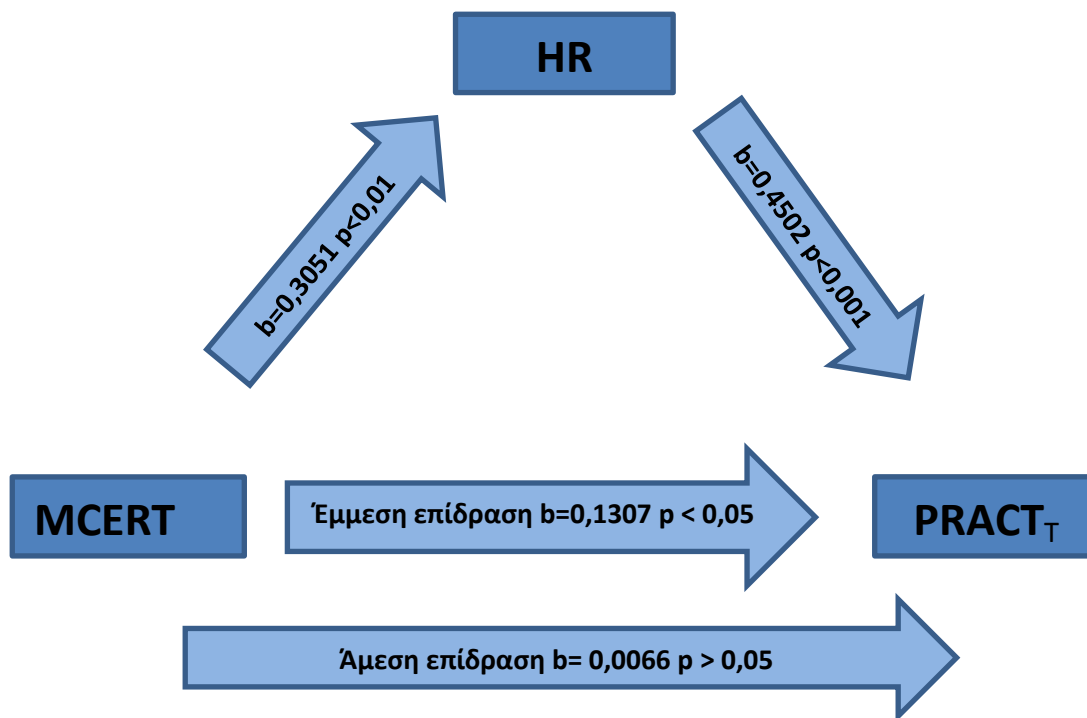 HR
b=0,3051 p<0,01
b=0,4502 p<0,001
MCERT
Έμμεση επίδραση b=0,1307 p < 0,05
PRACTT
Άμεση επίδραση b= 0,0066 p > 0,05